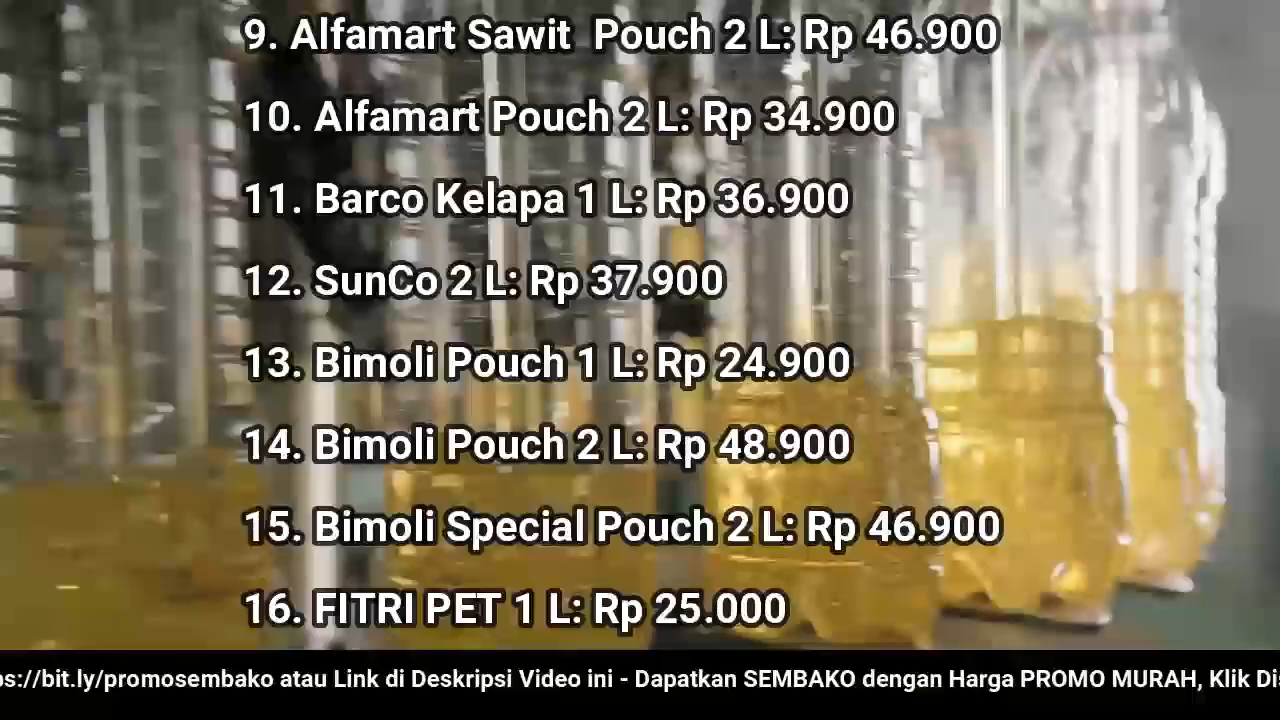 9. Alfamart Sawit  Pouch 2 L: Rp 46.900
10. Alfamart Pouch 2 L: Rp 34.900
11. Barco Kelapa 1 L: Rp 36.900
12. SunCo 2 L: Rp 37.900
13. Bimoli Pouch 1 L: Rp 24.900
14. Bimoli Pouch 2 L: Rp 48.900
15. Bimoli Special Pouch 2 L: Rp 46.900
16. FITRI PET 1 L: Rp 25.000
ps://bit.ly/promosembako atau Link di Deskripsi Video ini - Dapatkan SEMBAKO dengan Harga PROMO MURAH, Klik Dis